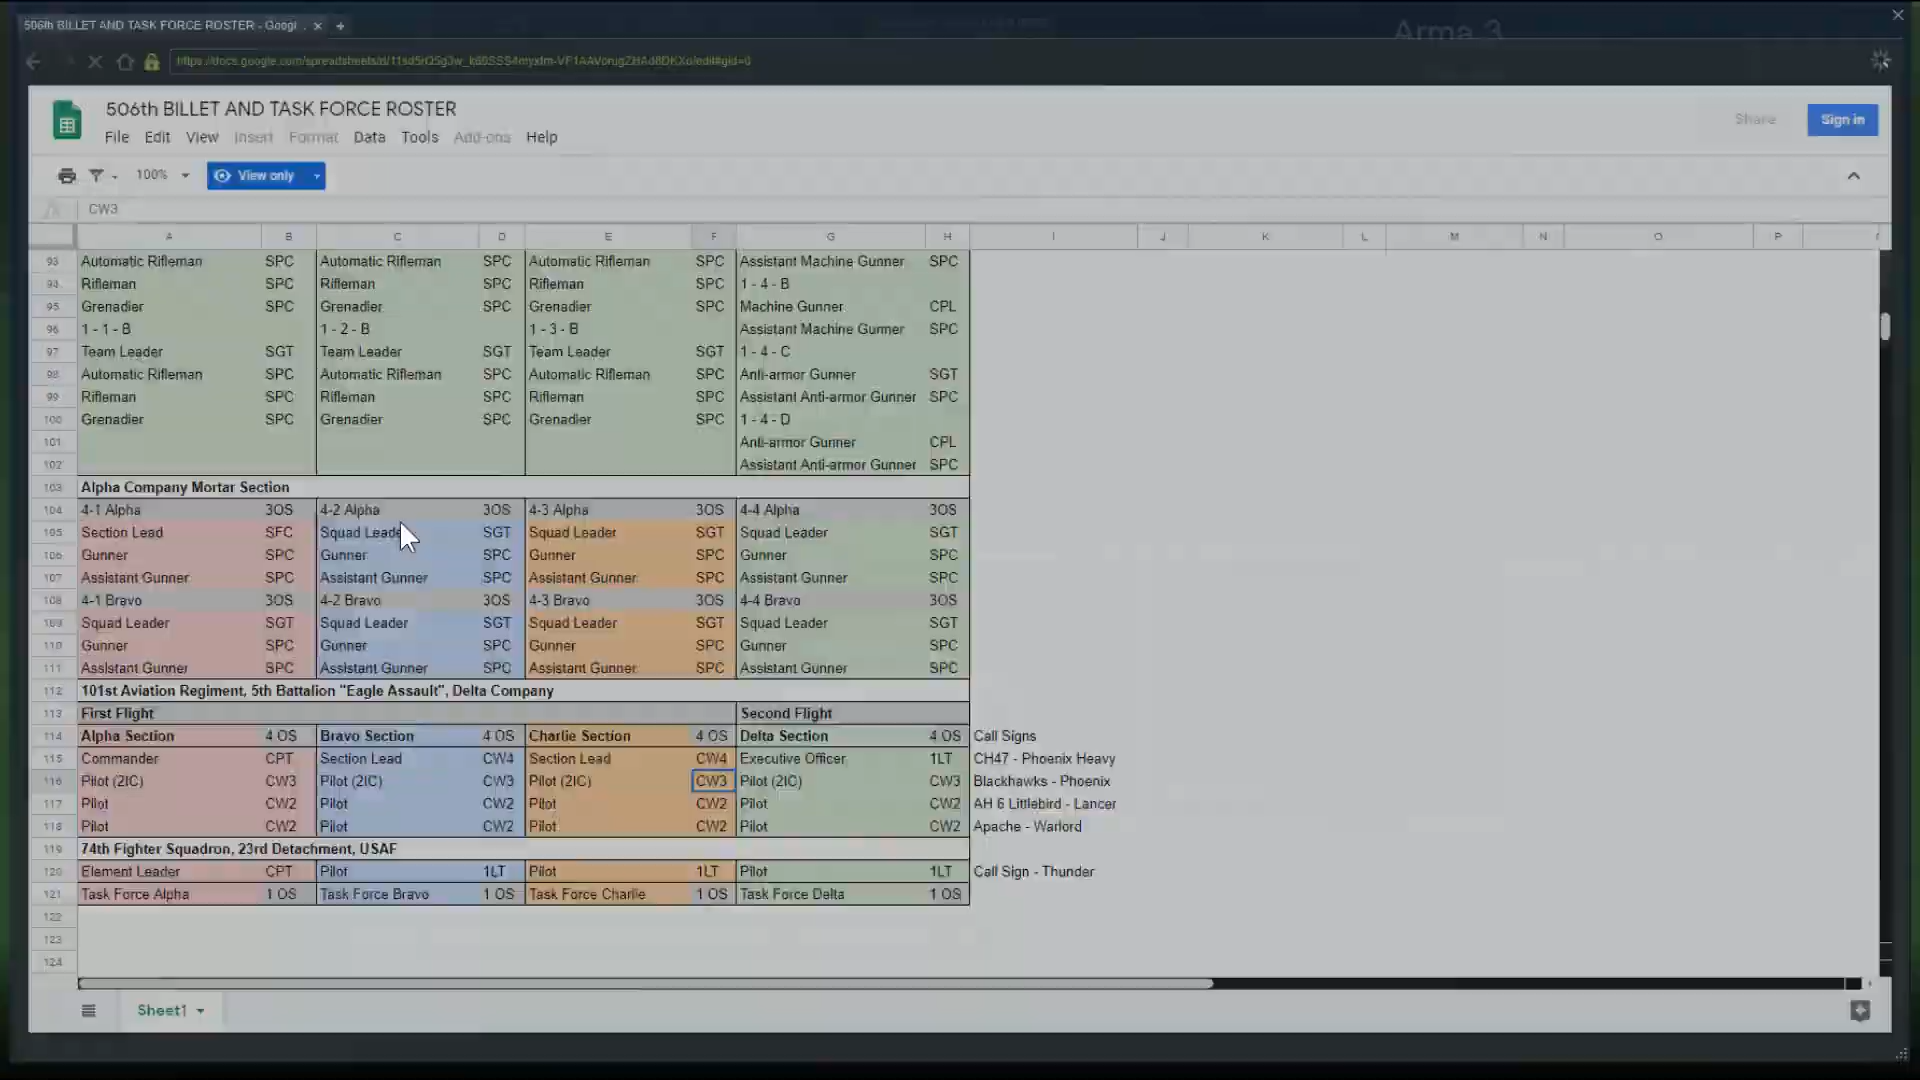 506th BILLET AND TASK FORCE ROSTER - Googl
Arma 3
506th BILLET AND TASK FORCE ROSTER
Share
Sign in
File Edit View Insert Format Data Tools Add-ons Help
100% View only
CW3
A B C D E F G H I J K L M N O P
93 Automatic Rifleman SPC Automatic Rifleman SPC Automatic Rifleman SPC Assistant Machine Gunner SPC
94 Rifleman SPC Rifleman SPC Rifleman SPC 1 - 4 - B
95 Grenadier SPC Grenadier SPC Grenadier SPC Machine Gunner CPL
96 1 - 1 - B 1 - 2 - B 1 - 3 - B Assistant Machine Gunner SPC
97 Team Leader SGT Team Leader SGT Team Leader SGT 1 - 4 - C
98 Automatic Rifleman SPC Automatic Rifleman SPC Automatic Rifleman SPC Anti-armor Gunner SGT
99 Rifleman SPC Rifleman SPC Rifleman SPC Assistant Anti-armor Gunner SPC
100 Grenadier SPC Grenadier SPC Grenadier SPC 1 - 4 - D
101 Anti-armor Gunner CPL
102 Assistant Anti-armor Gunner SPC
103 Alpha Company Mortar Section
104 4-1 Alpha 3OS 4-2 Alpha 3OS 4-3 Alpha 3OS 4-4 Alpha 3OS
105 Section Lead SFC Squad Leader SGT Squad Leader SGT Squad Leader SGT
106 Gunner SPC Gunner SPC Gunner SPC Gunner SPC
107 Assistant Gunner SPC Assistant Gunner SPC Assistant Gunner SPC Assistant Gunner SPC
108 4-1 Bravo 3OS 4-2 Bravo 3OS 4-3 Bravo 3OS 4-4 Bravo 3OS
109 Squad Leader SGT Squad Leader SGT Squad Leader SGT Squad Leader SGT
110 Gunner SPC Gunner SPC Gunner SPC Gunner SPC
111 Assistant Gunner SPC Assistant Gunner SPC Assistant Gunner SPC Assistant Gunner SPC
112 101st Aviation Regiment, 5th Battalion "Eagle Assault", Delta Company
113 First Flight Second Flight
114 Alpha Section 4 OS Bravo Section 4 OS Charlie Section 4 OS Delta Section 4 OS Call Signs
115 Commander CPT Section Lead CW4 Section Lead CW4 Executive Officer 1LT CH47 - Phoenix Heavy
116 Pilot (2IC) CW3 Pilot (2IC) CW3 Pilot (2IC) CW3 Pilot (2IC) CW3 Blackhawks - Phoenix
117 Pilot CW2 Pilot CW2 Pilot CW2 Pilot CW2 AH 6 Littlebird - Lancer
118 Pilot CW2 Pilot CW2 Pilot CW2 Pilot CW2 Apache - Warlord
119 74th Fighter Squadron, 23rd Detachment, USAF
120 Element Leader CPT Pilot 1LT Pilot 1LT Pilot 1LT Call Sign - Thunder
121 Task Force Alpha 1 OS Task Force Bravo 1 OS Task Force Charlie 1 OS Task Force Delta 1 OS
122
123
124
Sheet1